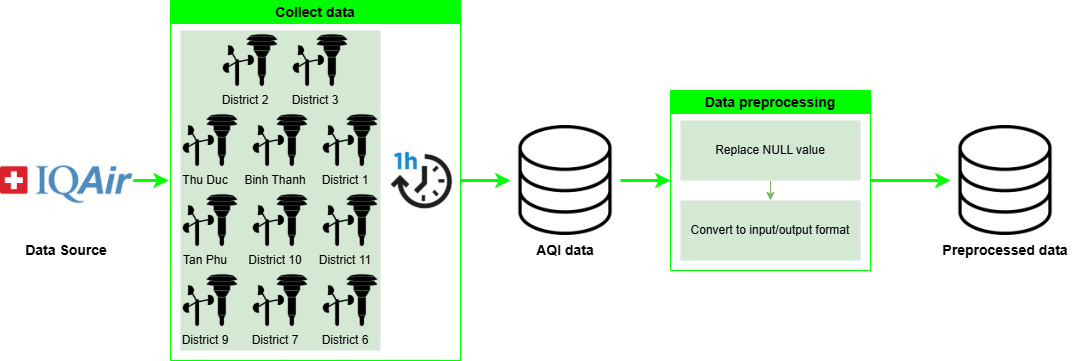 Collect data
District 2
District 3
Thu Duc
Binh Thanh
District 1
Tan Phu
District 10
District 11
District 9
District 7
District 6
1h
IQAir
Data Source
AQI data
Data preprocessing
Replace NULL value
Convert to input/output format
Preprocessed data